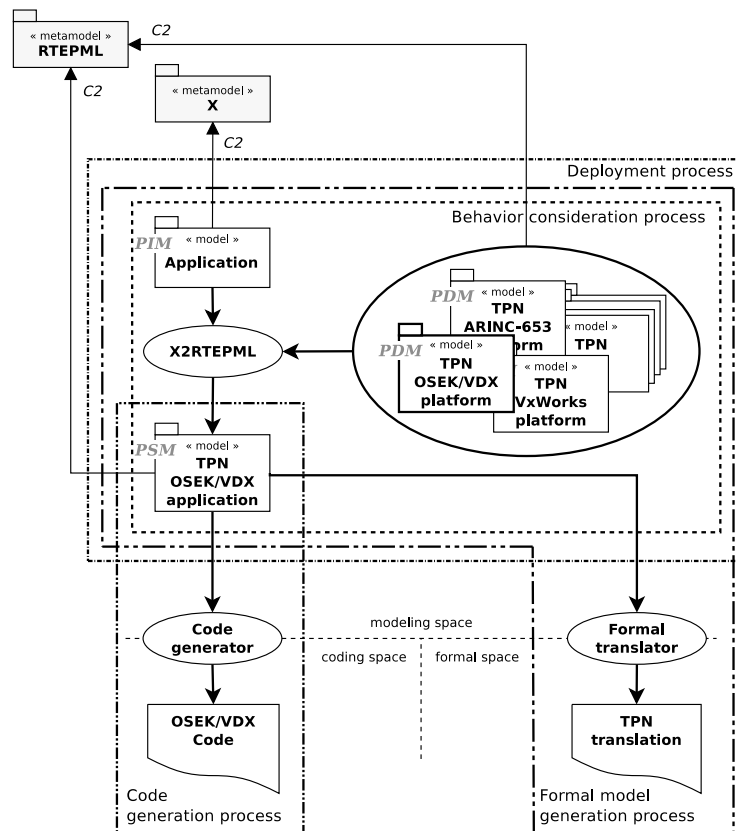 « metamodel »
RTEPML
C2
C2
« metamodel »
X
C2
Deployment process
Behavior consideration process
PIM
« model »
Application
PDM
« model »
TPN
ARINC-653
rm
« model »
TPN
PDM
« model »
TPN
OSEK/VDX
platform
« model »
TPN
VxWorks
platform
X2RTEPML
PSM
« model »
TPN
OSEK/VDX
application
Code
generator
modeling space
Formal
translator
coding space
formal space
OSEK/VDX
Code
TPN
translation
Code
generation process
Formal model
generation process